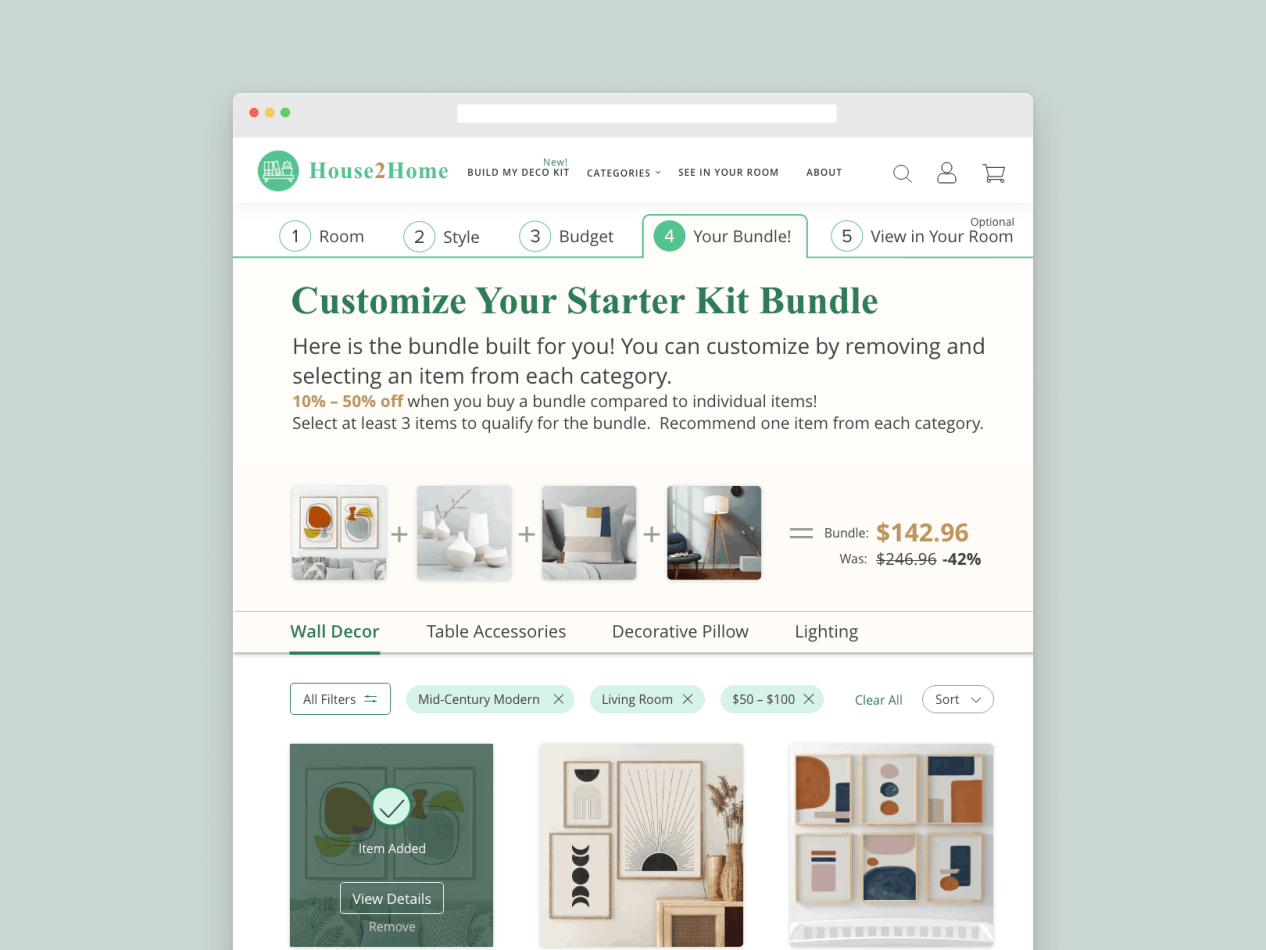 House2Home
New!
BUILD MY DECO KIT
CATEGORIES
SEE IN YOUR ROOM
ABOUT
1 Room
2 Style
3 Budget
4 Your Bundle!
Optional
5 View in Your Room
Customize Your Starter Kit Bundle
Here is the bundle built for you! You can customize by removing and
selecting an item from each category.
10% – 50% off when you buy a bundle compared to individual items!
Select at least 3 items to qualify for the bundle.  Recommend one item from each category.
+ + + = Bundle: $142.96
Was: $246.96 -42%
Wall Decor
Table Accessories
Decorative Pillow
Lighting
All Filters
Mid-Century Modern
Living Room
$50 – $100
Clear All
Sort
Item Added
View Details
Remove